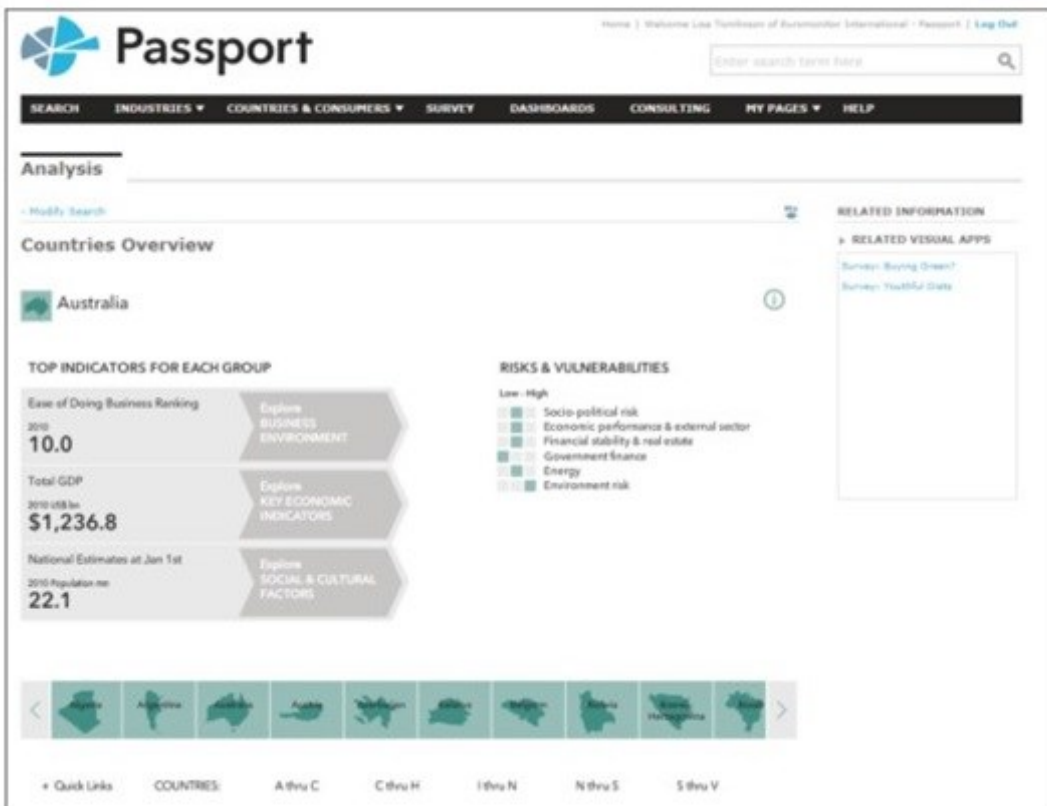 Home | Welcome Lisa Tomlinson of Euromonitor International - Passport | Log Out
Passport
Enter search term here
SEARCH INDUSTRIES ▼ COUNTRIES & CONSUMERS ▼ SURVEY DASHBOARDS CONSULTING MY PAGES ▼ HELP
Analysis
‹ Modify Search
RELATED INFORMATION
Countries Overview
RELATED VISUAL APPS
Survey: Buying Green?
Survey: Youthful Diets
Australia
TOP INDICATORS FOR EACH GROUP
Ease of Doing Business Ranking
2010
10.0
Explore
BUSINESS
ENVIRONMENT
Total GDP
2010 US$ bn
$1,236.8
Explore
KEY ECONOMIC
INDICATORS
National Estimates at Jan 1st
2010 Population mn
22.1
Explore
SOCIAL & CULTURAL
FACTORS
RISKS & VULNERABILITIES
Low - High
Socio-political risk
Economic performance & external sector
Financial stability & real estate
Government finance
Energy
Environment risk
Algeria Argentina Australia Austria Azerbaijan Belarus Belgium Bolivia Bosnia-Herzegovina Brazil
+ Quick Links COUNTRIES: A thru C C thru H I thru N N thru S S thru V